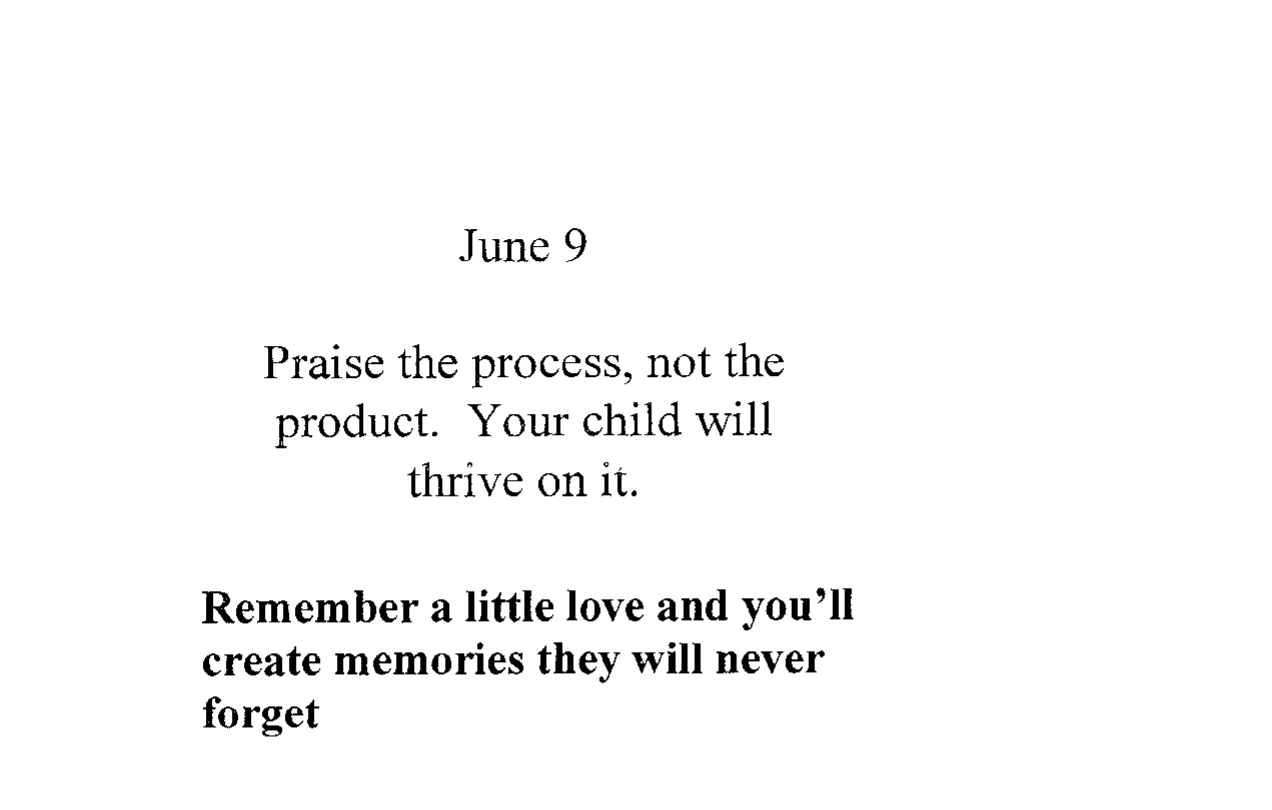 June 9
Praise the process, not the
product.  Your child will
thrive on it.
Remember a little love and you’ll
create memories they will never
forget